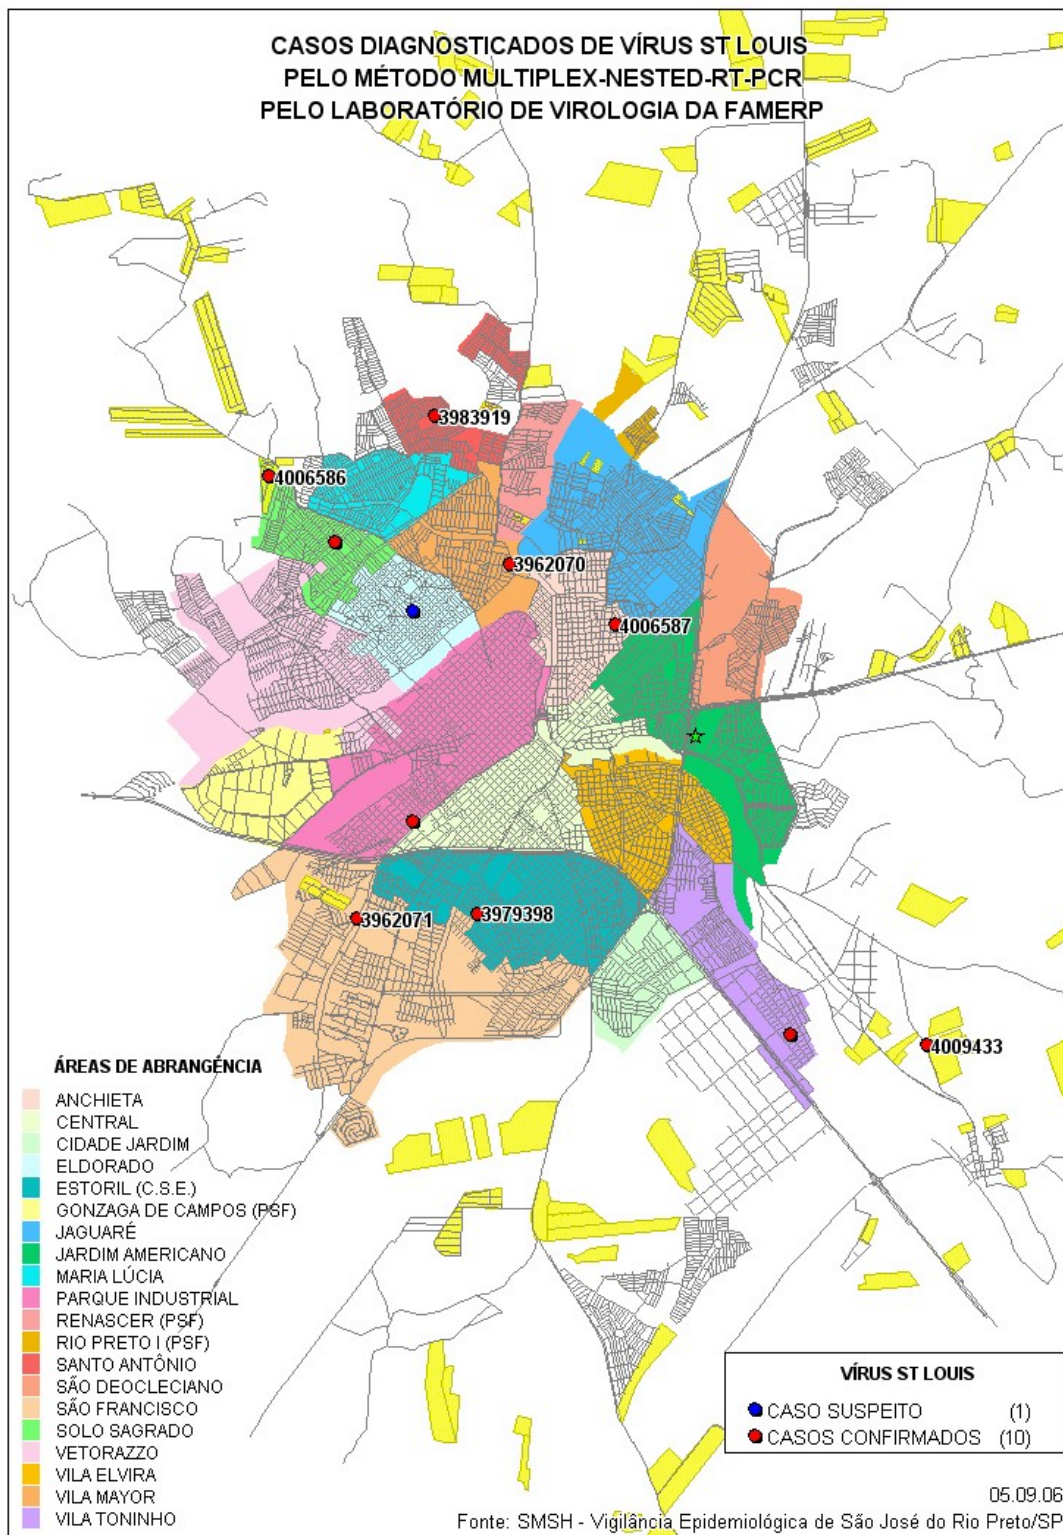 CASOS DIAGNOSTICADOS DE VÍRUS ST LOUIS
PELO MÉTODO MULTIPLEX-NESTED-RT-PCR
PELO LABORATÓRIO DE VIROLOGIA DA FAMERP
3983919
4006586
3962070
4006587
3962071
3979398
4009433
ÁREAS DE ABRANGÊNCIA
ANCHIETA
CENTRAL
CIDADE JARDIM
ELDORADO
ESTORIL (C.S.E.)
GONZAGA DE CAMPOS (PSF)
JAGUARÉ
JARDIM AMERICANO
MARIA LÚCIA
PARQUE INDUSTRIAL
RENASCER (PSF)
RIO PRETO I (PSF)
SANTO ANTÔNIO
SÃO DEOCLECIANO
SÃO FRANCISCO
SOLO SAGRADO
VETORAZZO
VILA ELVIRA
VILA MAYOR
VILA TONINHO
VÍRUS ST LOUIS
CASO SUSPEITO (1)
CASOS CONFIRMADOS (10)
05.09.06
Fonte: SMSH - Vigilância Epidemiológica de São José do Rio Preto/SP